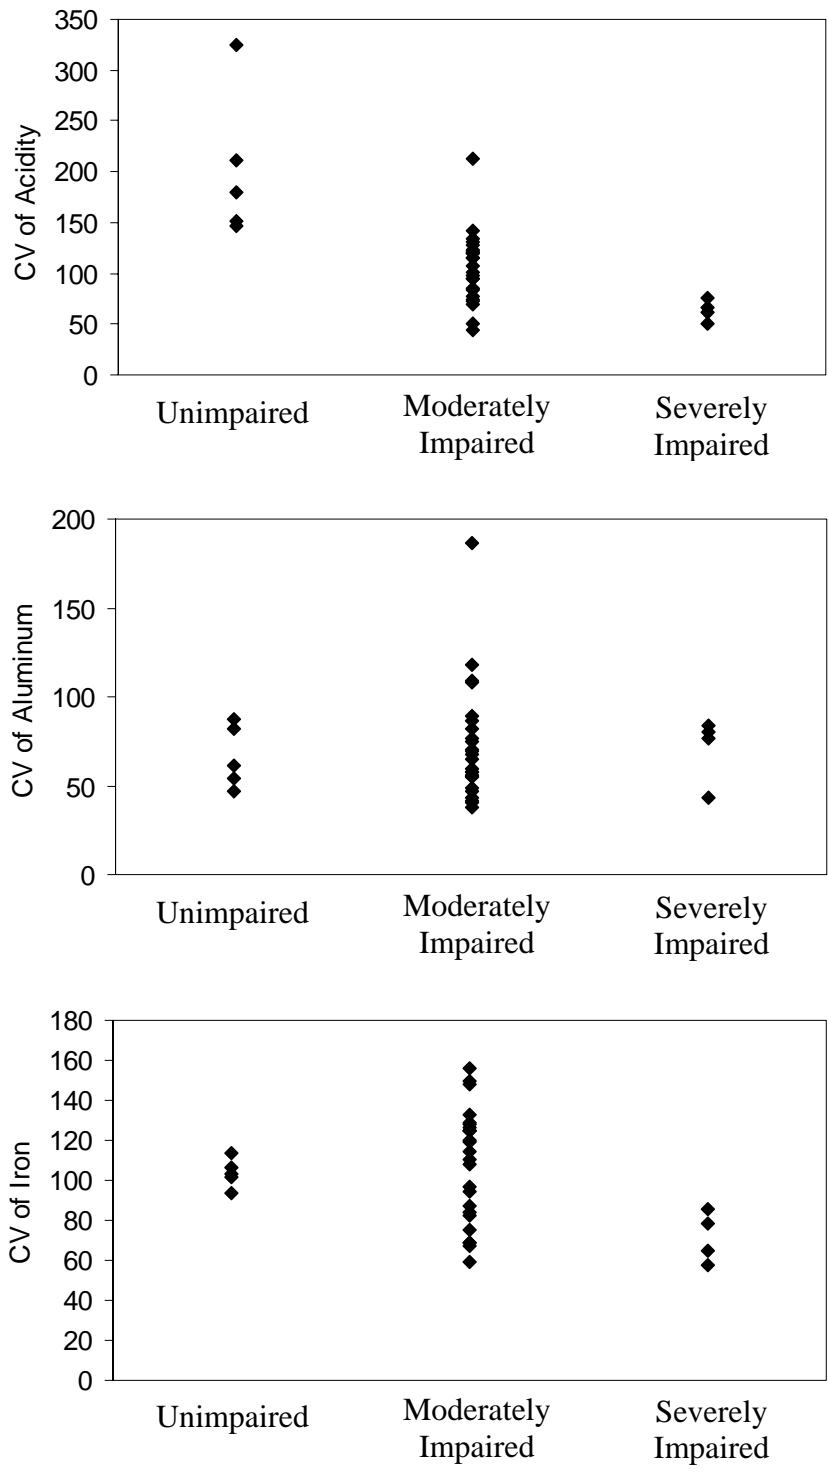 350
300
250
200
150
100
50
0
CV of Acidity
Unimpaired
Moderately
Impaired
Severely
Impaired
200
150
100
50
0
CV of Aluminum
Unimpaired
Moderately
Impaired
Severely
Impaired
180
160
140
120
100
80
60
40
20
0
CV of Iron
Unimpaired
Moderately
Impaired
Severely
Impaired